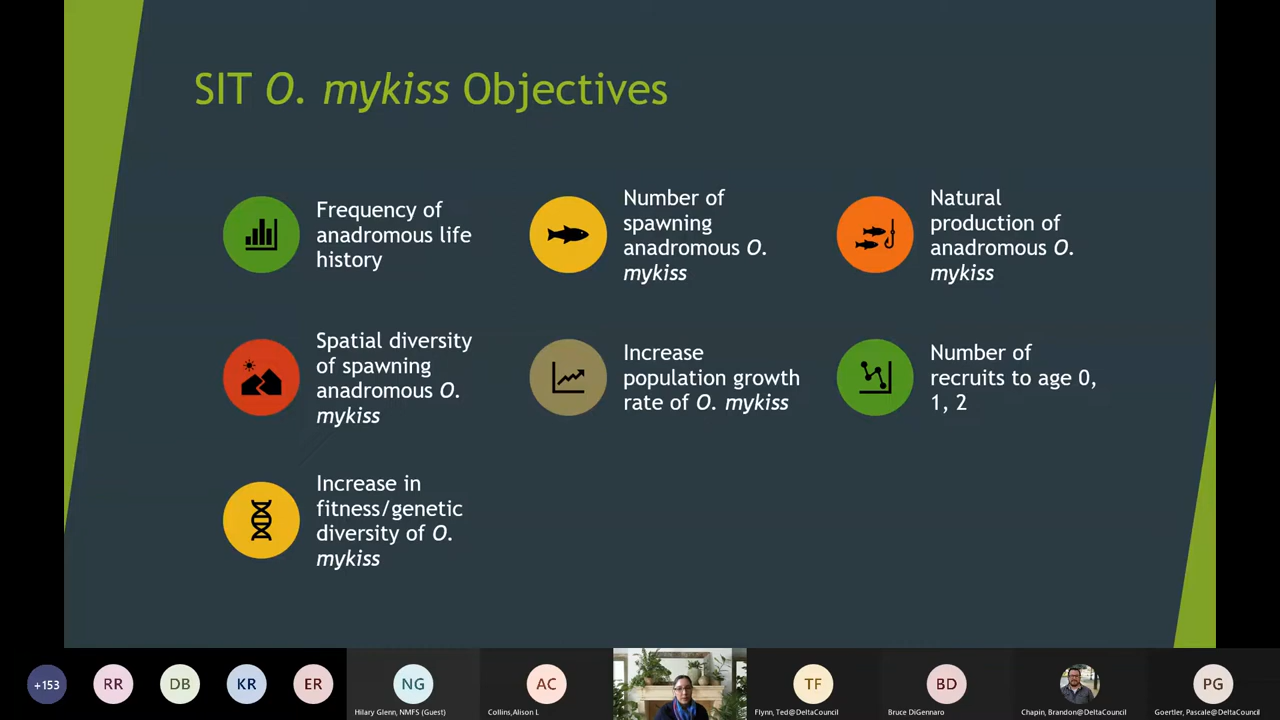 SIT O. mykiss Objectives
Frequency of
anadromous life
history
Number of
spawning
anadromous O.
mykiss
Natural
production of
anadromous O.
mykiss
Spatial diversity
of spawning
anadromous O.
mykiss
Increase
population growth
rate of O. mykiss
Number of
recruits to age 0,
1, 2
Increase in
fitness/genetic
diversity of O.
mykiss
+153
RR
DB
KR
ER
NG
Hilary Glenn, NMFS (Guest)
AC
Collins,Alison L
TF
Flynn, Ted@DeltaCouncil
BD
Bruce DiGennaro
Chapin, Brandon@DeltaCouncil
PG
Goertler, Pascale@DeltaCouncil